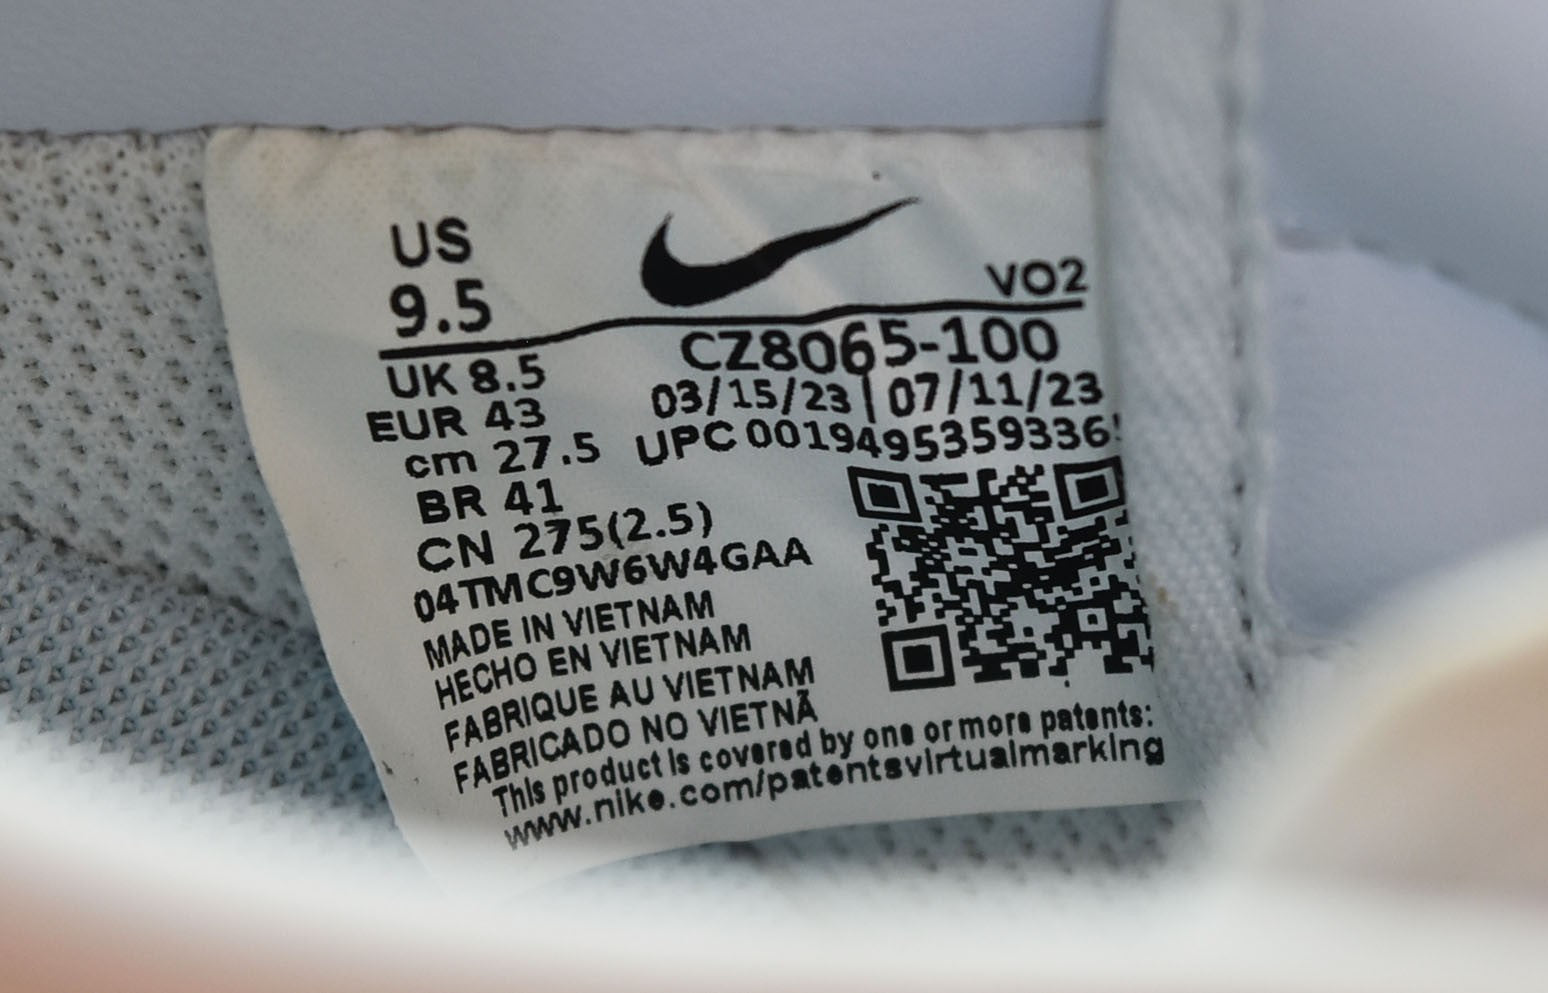 US
9.5
VO2
UK 8.5
EUR 43
cm 27.5
BR 41
CN 275(2.5)
CZ8065-100
03/15/23 | 07/11/23
UPC 0019495359336
04TMC9W6W4GAA
MADE IN VIETNAM
HECHO EN VIETNAM
FABRIQUE AU VIETNAM
FABRICADO NO VIETNÃ
This product is covered by one or more patents:
www.nike.com/patentsvirtualmarking